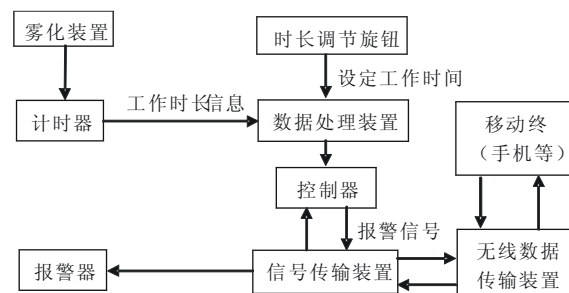 雾化装置
时长调节旋钮
设定工作时间
工作时长信息
计时器
数据处理装置
移动终
（手机等）
控制器
报警信号
报警器
信号传输装置
无线数据
传输装置